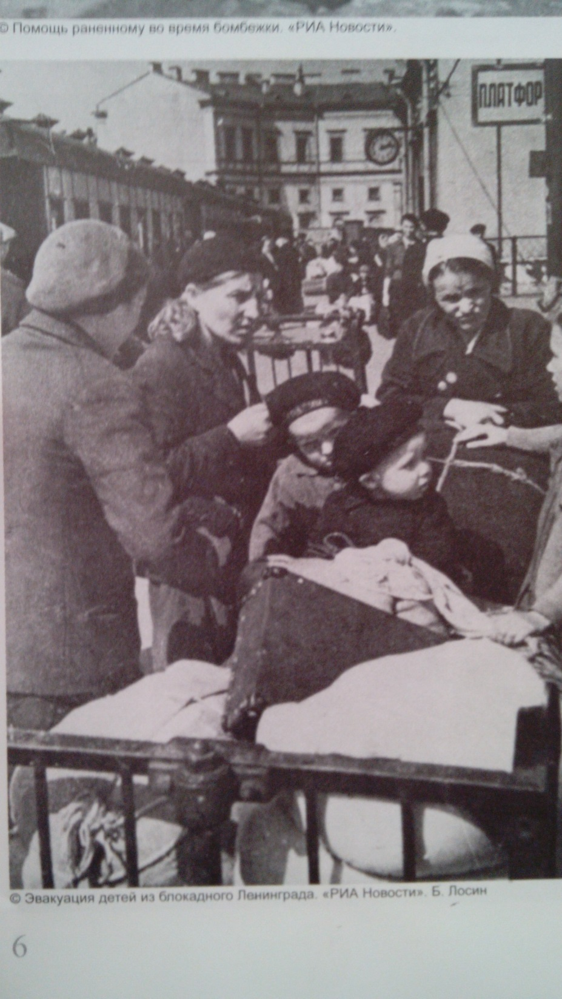 © Помощь раненному во время бомбежки. «РИА Новости».
ПЛАТФОР
© Эвакуация детей из блокадного Ленинграда. «РИА Новости». Б. Лосин
6